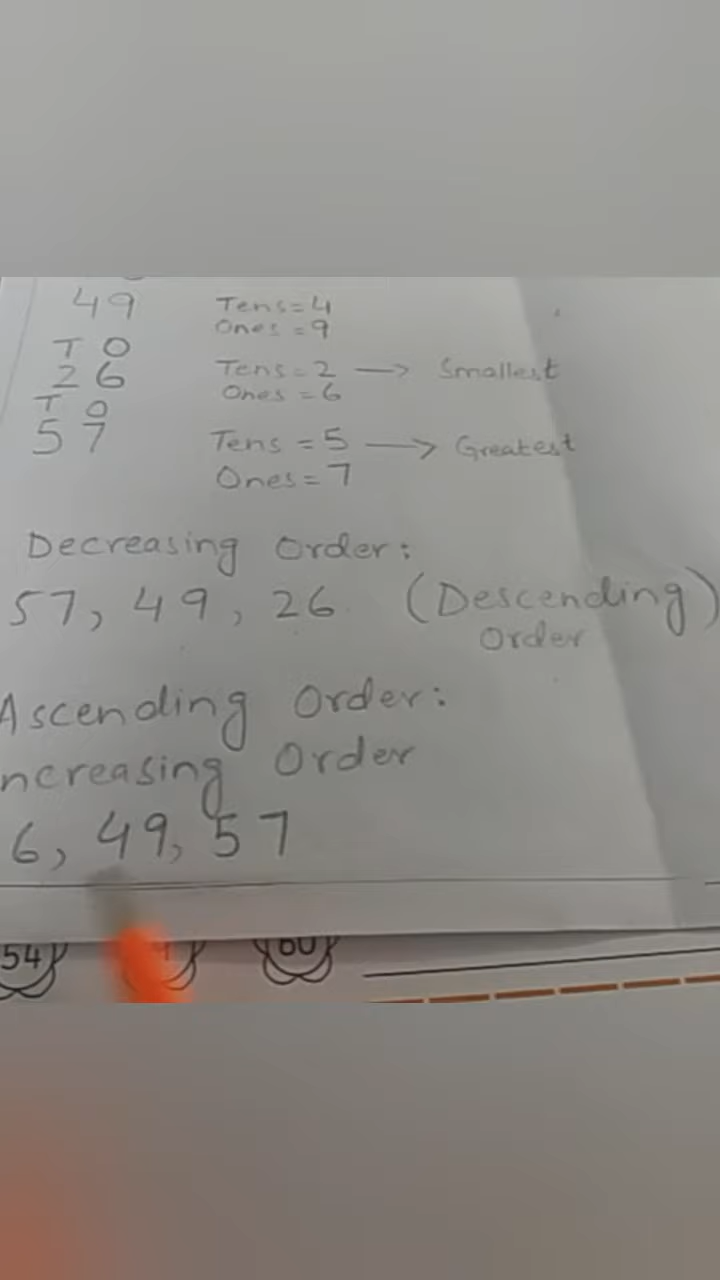 49 Tens=4
Ones =9
T O
26 Tens=2 → Smallest
Ones =6
T O
57 Tens =5 → Greatest
Ones=7
Decreasing Order:
57, 49, 26 (Descending)
Order
Ascending Order:
ncreasing Order
6, 49, 57
54 60